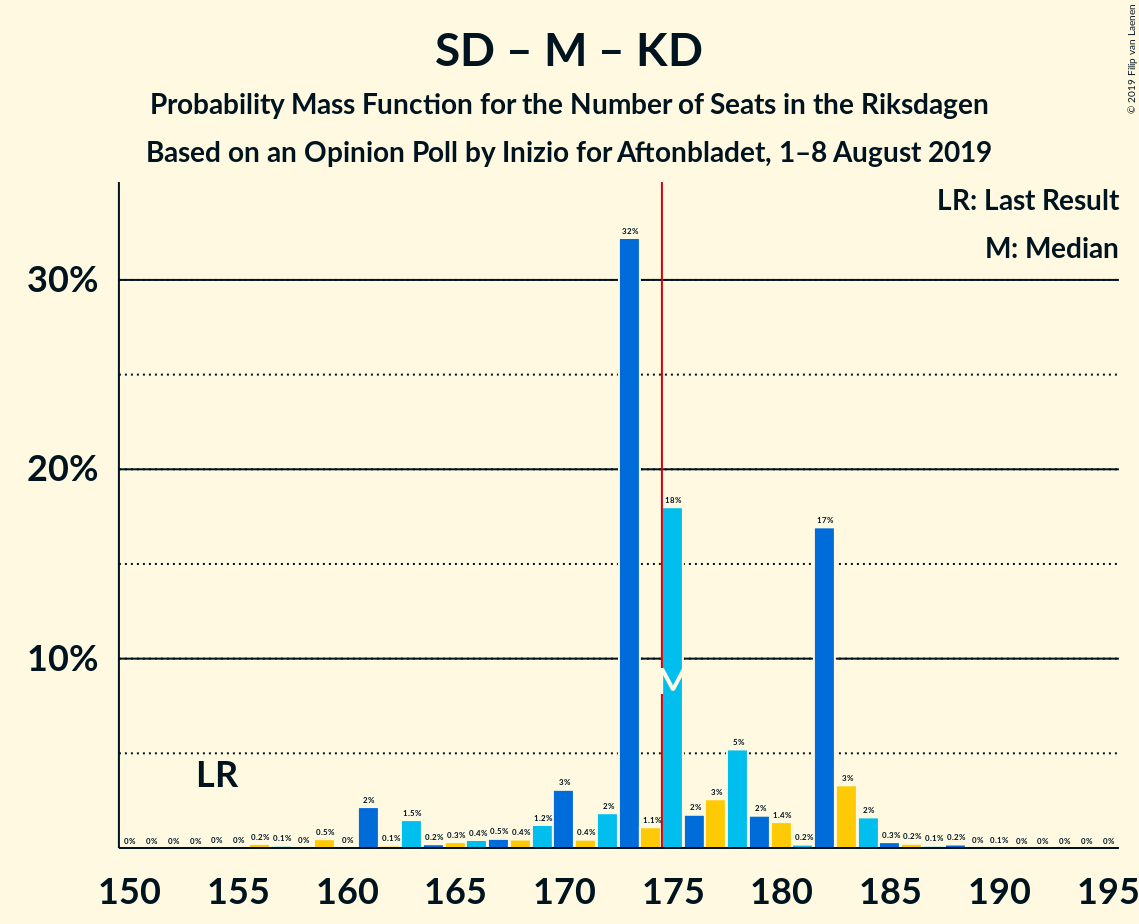 SD – M – KD
Probability Mass Function for the Number of Seats in the Riksdagen
Based on an Opinion Poll by Inizio for Aftonbladet, 1–8 August 2019
© 2019 Filip van Laenen
LR: Last Result
M: Median
30%
20%
10%
0% 0% 0% 0% 0% 0% 0.2% 0.1% 0% 0.5% 0% 2% 0.1% 1.5% 0.2% 0.3% 0.4% 0.5% 0.4% 1.2% 3% 0.4% 2% 32% 1.1% 18% 2% 3% 5% 2% 1.4% 0.2% 17% 3% 2% 0.3% 0.2% 0.1% 0.2% 0% 0.1% 0% 0% 0% 0% 0%
LR
M
150 155 160 165 170 175 180 185 190 195